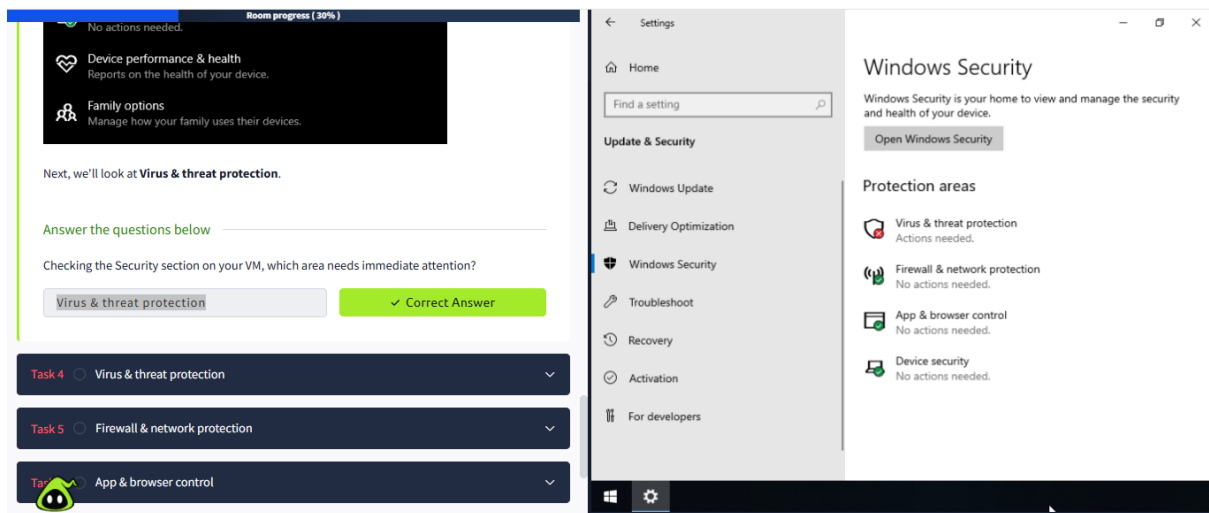 Room progress ( 30% )
No actions needed.
Device performance & health
Reports on the health of your device.
Family options
Manage how your family uses their devices.
Next, we'll look at Virus & threat protection.
Answer the questions below
Checking the Security section on your VM, which area needs immediate attention?
Virus & threat protection
Correct Answer
Task 4 Virus & threat protection
Task 5 Firewall & network protection
App & browser control
Settings
Home
Find a setting
Update & Security
Windows Update
Delivery Optimization
Windows Security
Troubleshoot
Recovery
Activation
For developers
Windows Security
Windows Security is your home to view and manage the security
and health of your device.
Open Windows Security
Protection areas
Virus & threat protection
Actions needed.
Firewall & network protection
No actions needed.
App & browser control
No actions needed.
Device security
No actions needed.